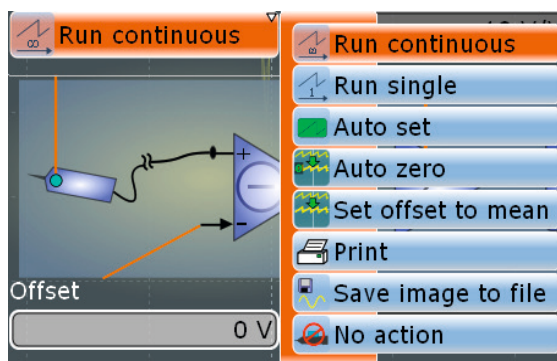 Run continuous
Offset
0 V
Run continuous
Run single
Auto set
Auto zero
Set offset to mean
Print
Save image to file
No action